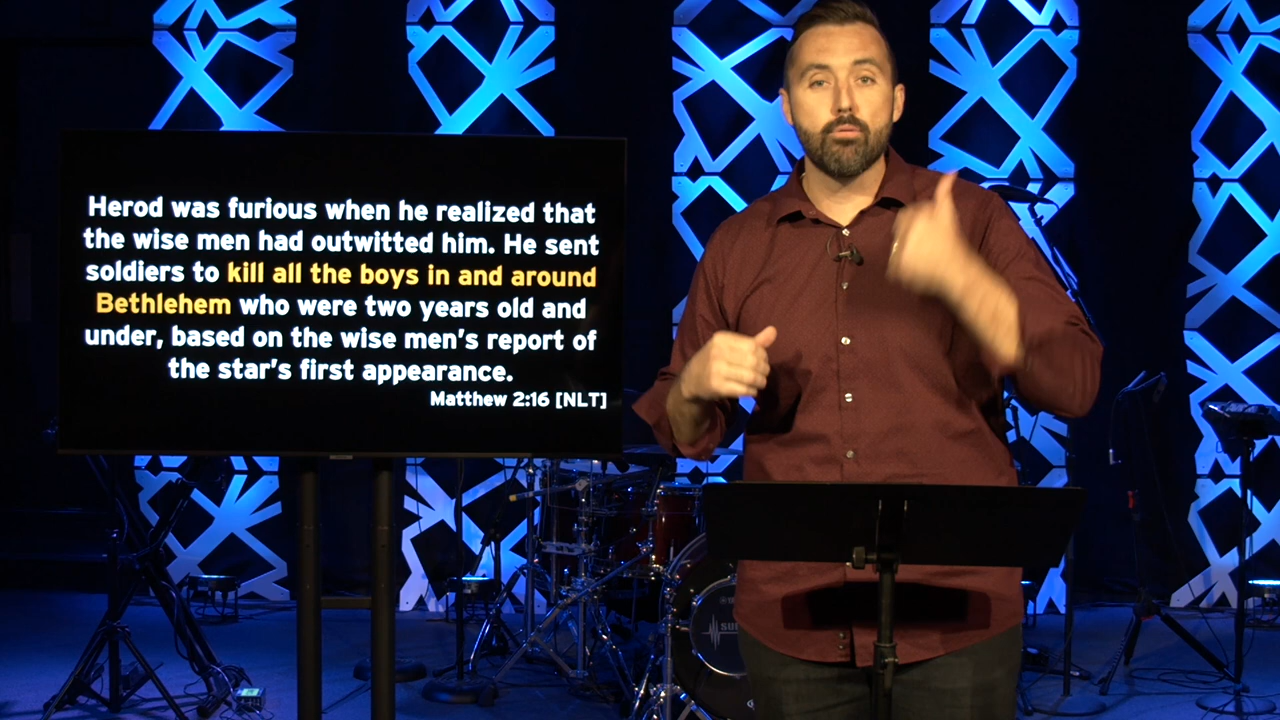 Herod was furious when he realized that
the wise men had outwitted him. He sent
soldiers to kill all the boys in and around
Bethlehem who were two years old and
under, based on the wise men's report of
the star's first appearance.
Matthew 2:16 [NLT]